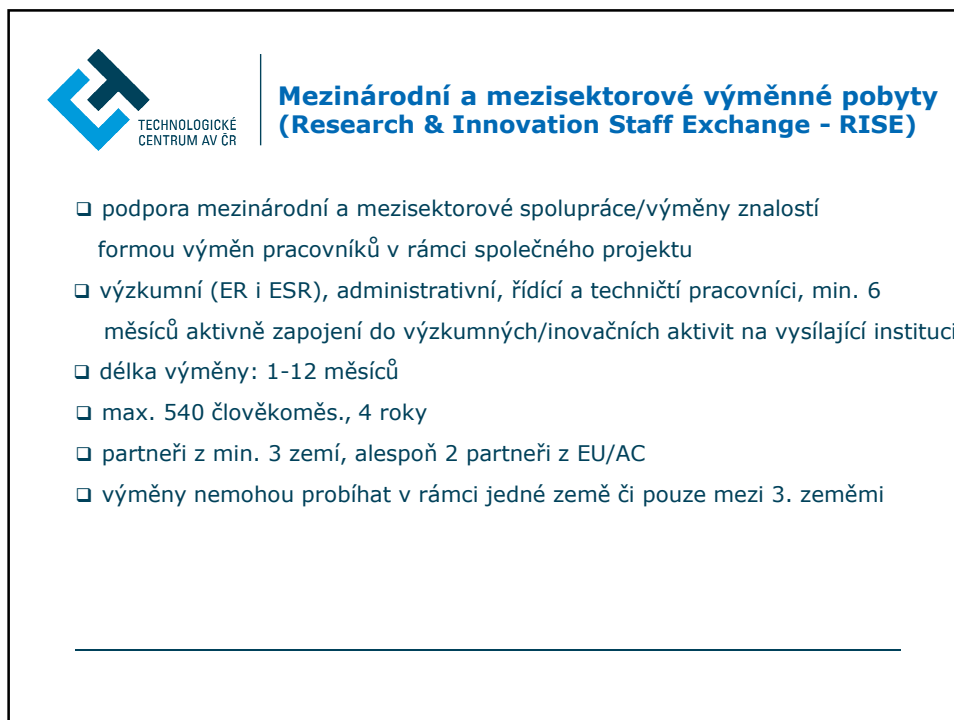 TECHNOLOGICKÉ
CENTRUM AV ČR
Mezinárodní a mezisektorové výměnné pobyty
(Research & Innovation Staff Exchange - RISE)
❑ podpora mezinárodní a mezisektorové spolupráce/výměny znalostí
formou výměn pracovníků v rámci společného projektu
❑ výzkumní (ER i ESR), administrativní, řídící a techničtí pracovníci, min. 6
měsíců aktivně zapojení do výzkumných/inovačních aktivit na vysílající instituci
❑ délka výměny: 1-12 měsíců
❑ max. 540 člověkoměs., 4 roky
❑ partneři z min. 3 zemí, alespoň 2 partneři z EU/AC
❑ výměny nemohou probíhat v rámci jedné země či pouze mezi 3. zeměmi